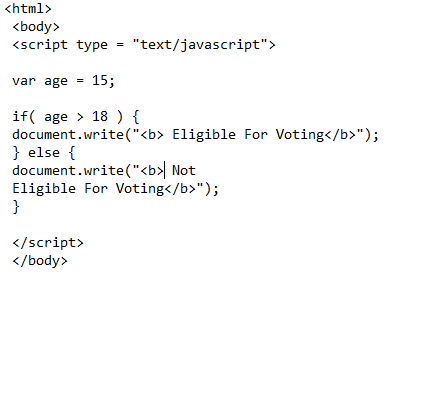 <html>
<body>
<script type = "text/javascript">
var age = 15;
if( age > 18 ) {
document.write("<b> Eligible For Voting</b>");
} else {
document.write("<b> Not
Eligible For Voting</b>");
}
</script>
</body>